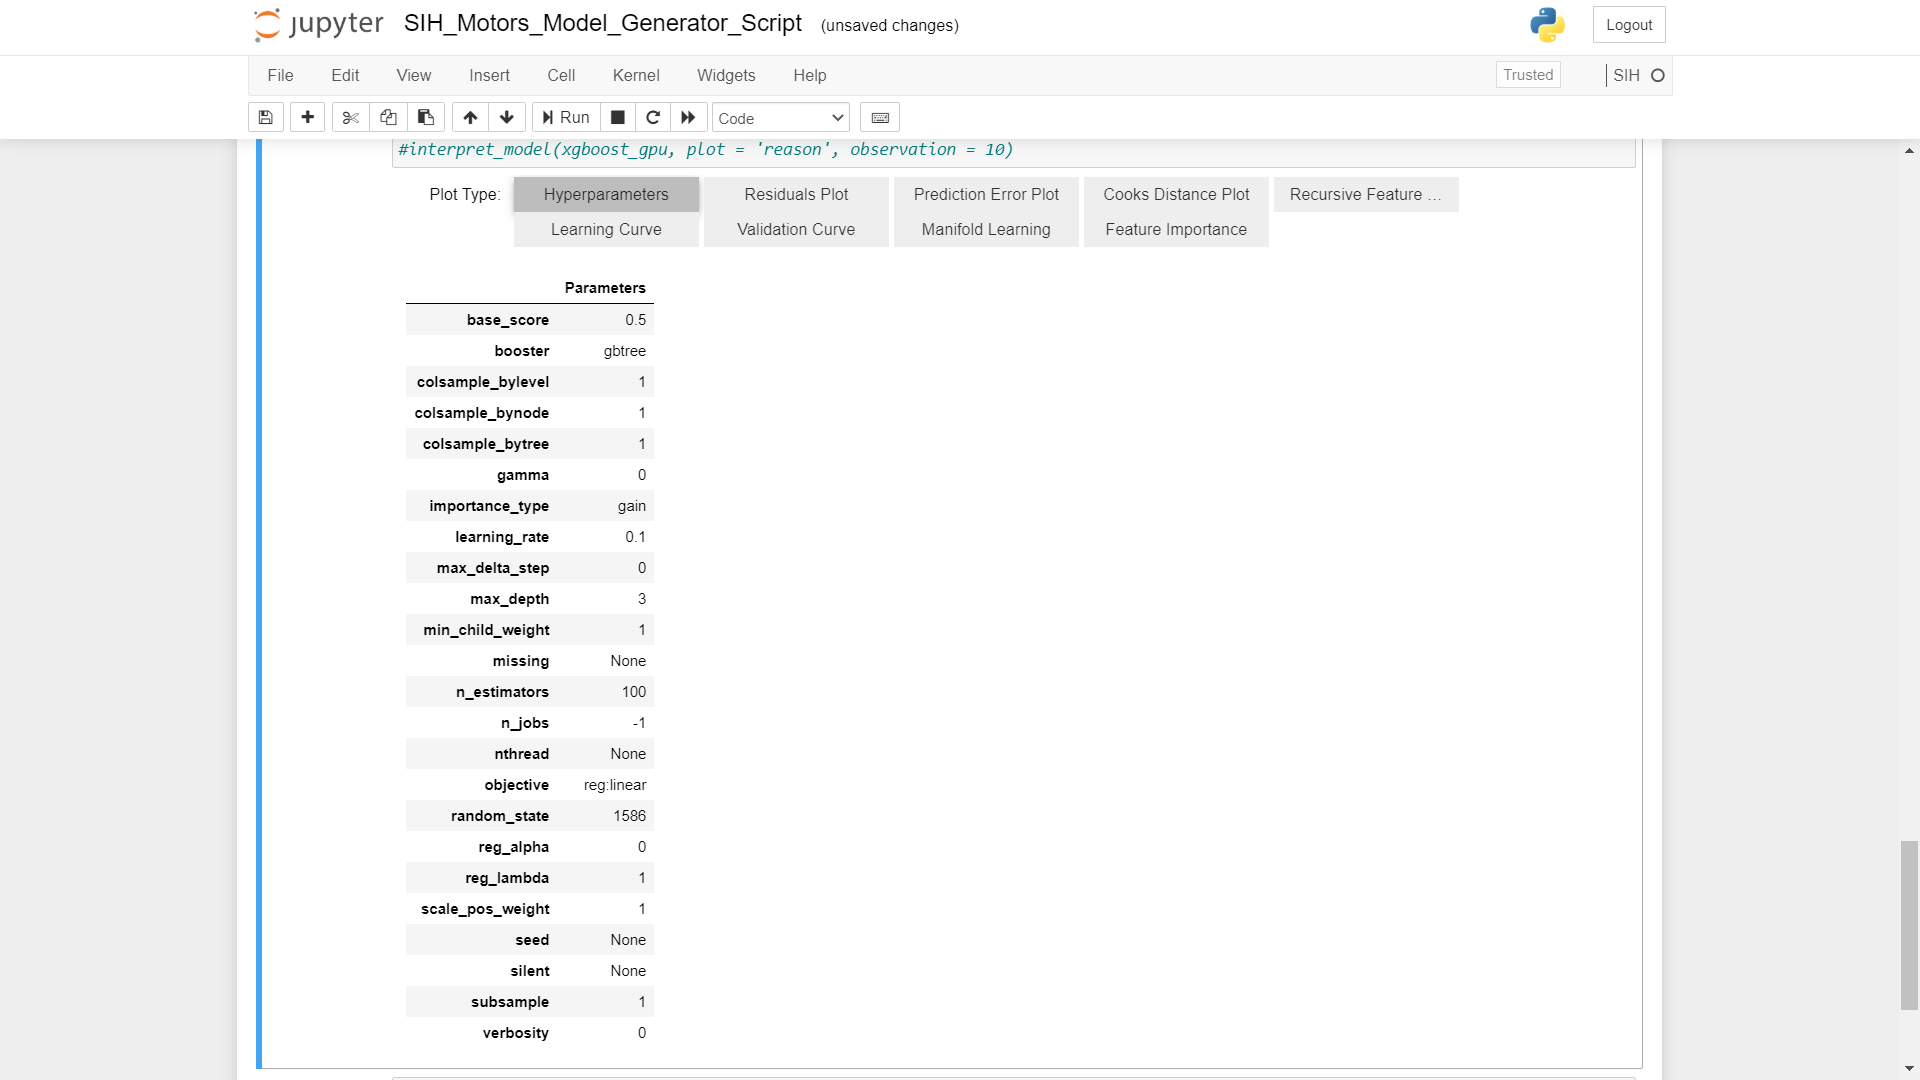 jupyter SIH_Motors_Model_Generator_Script (unsaved changes) Logout
File Edit View Insert Cell Kernel Widgets Help Trusted SIH
Run Code
#interpret_model(xgboost_gpu, plot = 'reason', observation = 10)
Plot Type: Hyperparameters Residuals Plot Prediction Error Plot Cooks Distance Plot Recursive Feature ...
Learning Curve Validation Curve Manifold Learning Feature Importance
Parameters
base_score 0.5
booster gbtree
colsample_bylevel 1
colsample_bynode 1
colsample_bytree 1
gamma 0
importance_type gain
learning_rate 0.1
max_delta_step 0
max_depth 3
min_child_weight 1
missing None
n_estimators 100
n_jobs -1
nthread None
objective reg:linear
random_state 1586
reg_alpha 0
reg_lambda 1
scale_pos_weight 1
seed None
silent None
subsample 1
verbosity 0